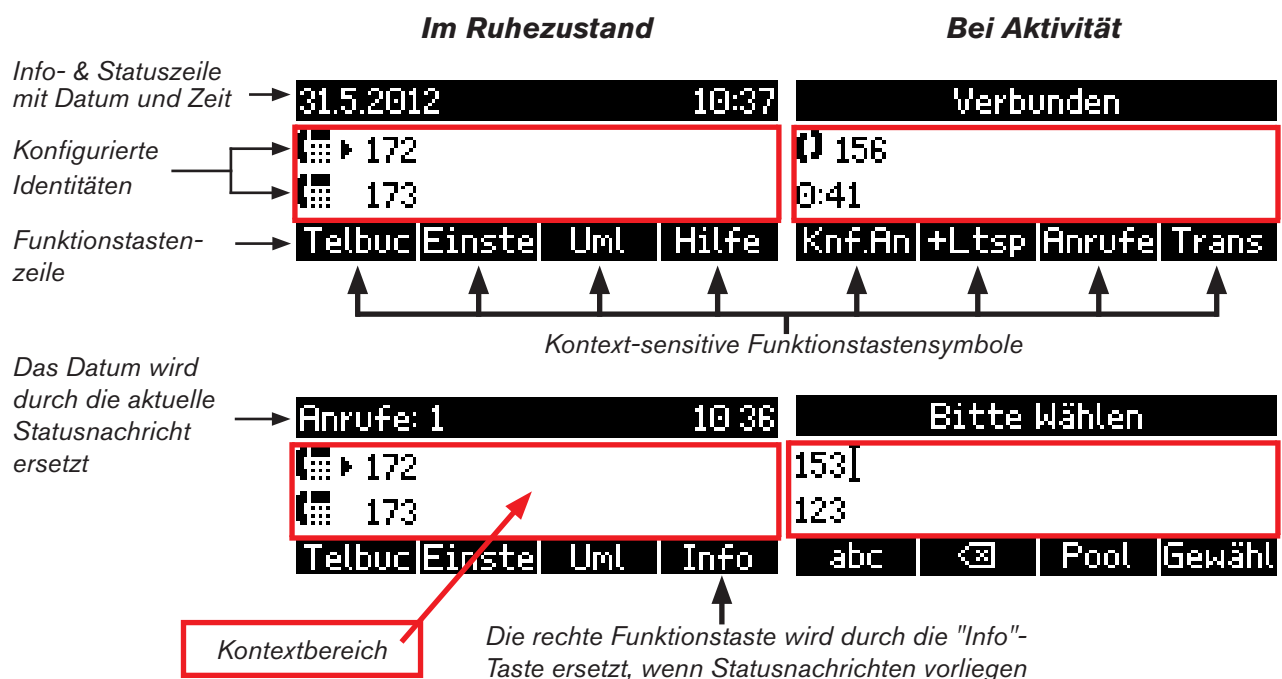 Im Ruhezustand
Bei Aktivität
Info- & Statuszeile
mit Datum und Zeit
31.5.2012 10:37
Verbunden
Konfigurierte
Identitäten
172
173
156
0:41
Funktionstasten-
zeile
Telbuc Einste Uml Hilfe
Knf.An +Ltsp Anrufe Trans
Kontext-sensitive Funktionstastensymbole
Das Datum wird
durch die aktuelle
Statusnachricht
ersetzt
Anrufe: 1 10 36
Bitte Wählen
172
173
153
123
Telbuc Einste Uml Info
abc Pool Gewähl
Kontextbereich
Die rechte Funktionstaste wird durch die "Info"-
Taste ersetzt, wenn Statusnachrichten vorliegen